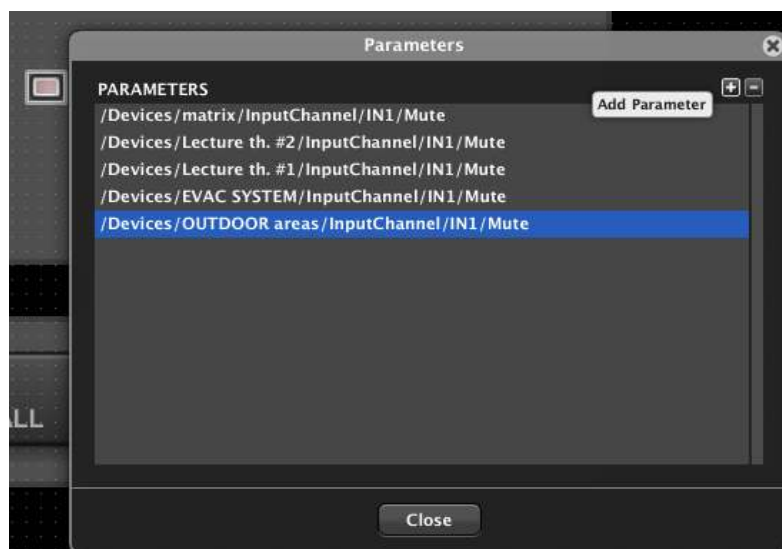 Parameters
PARAMETERS
Add Parameter
/Devices/matrix/InputChannel/IN1/Mute
/Devices/Lecture th. #2/InputChannel/IN1/Mute
/Devices/Lecture th. #1/InputChannel/IN1/Mute
/Devices/EVAC SYSTEM/InputChannel/IN1/Mute
/Devices/OUTDOOR areas/InputChannel/IN1/Mute
Close